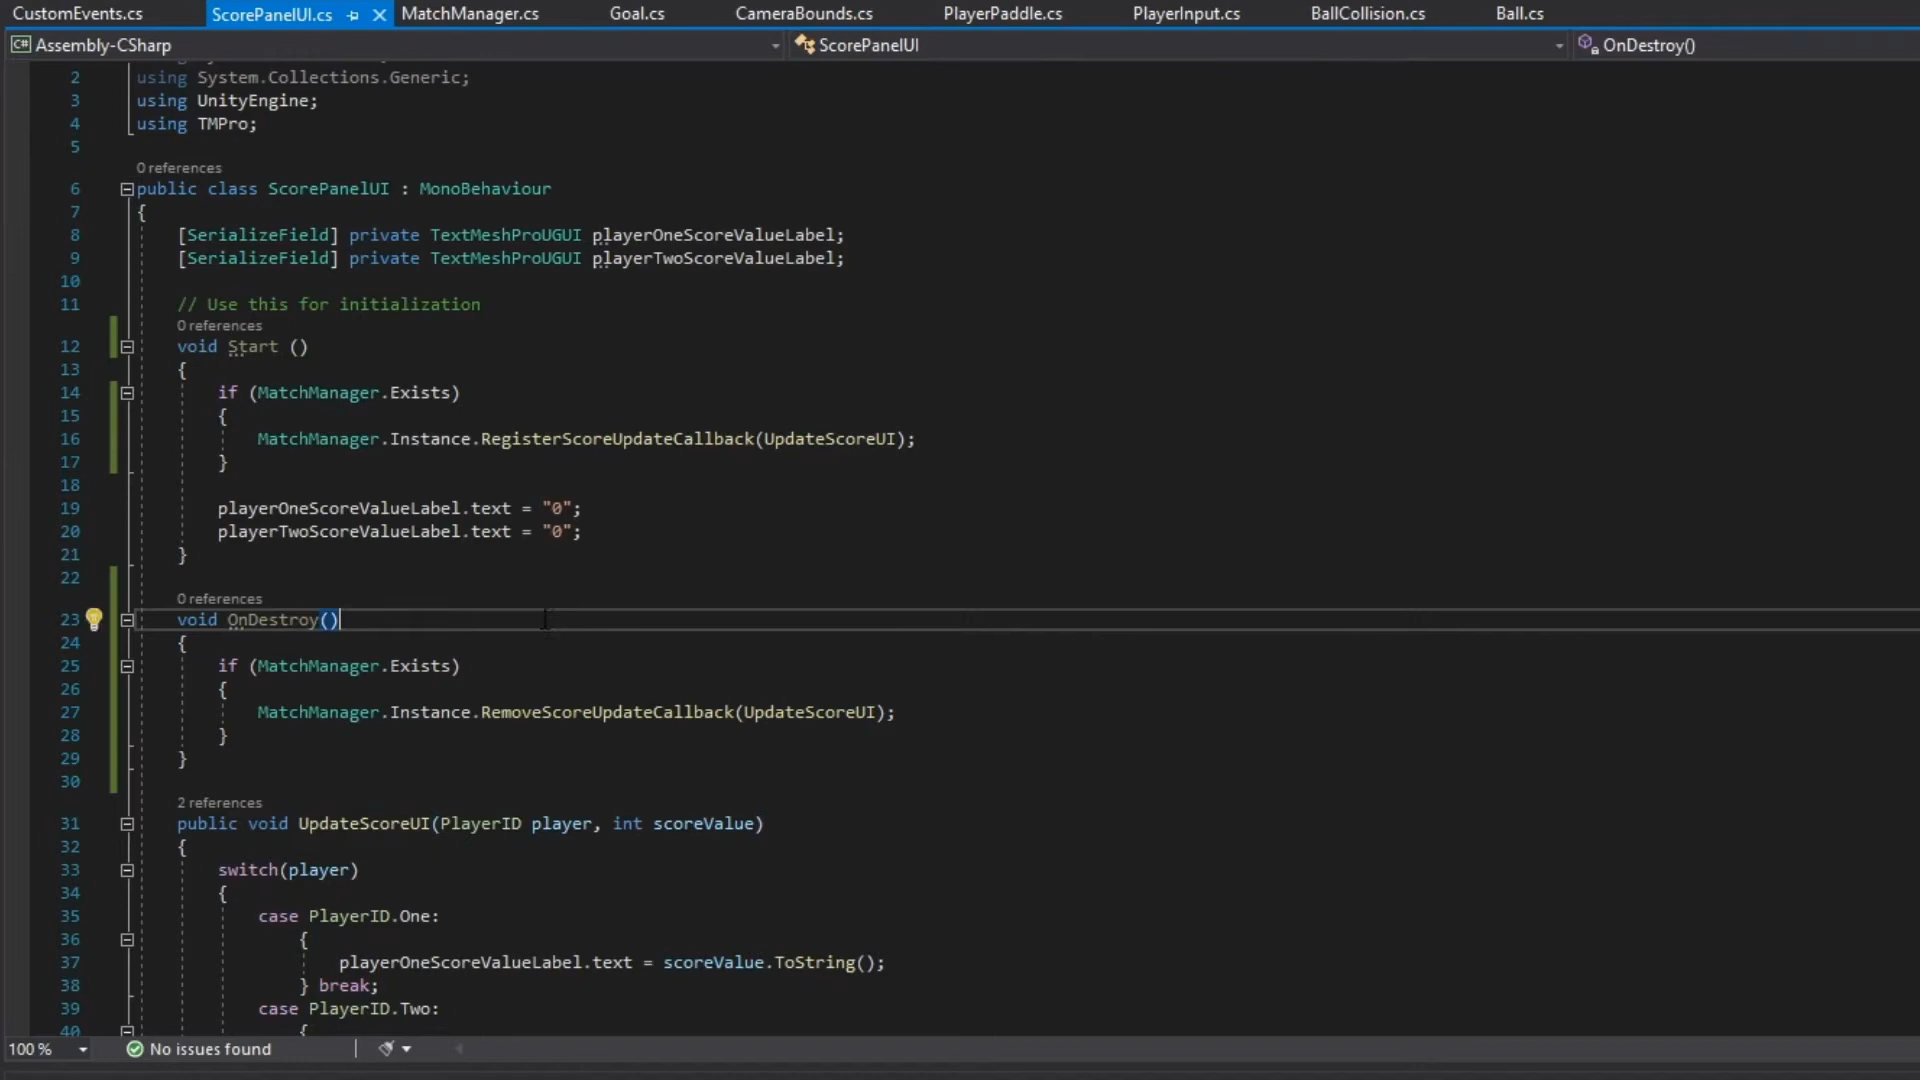 CustomEvents.cs ScorePanelUI.cs MatchManager.cs Goal.cs CameraBounds.cs PlayerPaddle.cs PlayerInput.cs BallCollision.cs Ball.cs
C# Assembly-CSharp ScorePanelUI OnDestroy()
2 using System.Collections.Generic;
3 using UnityEngine;
4 using TMPro;
5
0 references
6 public class ScorePanelUI : MonoBehaviour
7 {
8 [SerializeField] private TextMeshProUGUI playerOneScoreValueLabel;
9 [SerializeField] private TextMeshProUGUI playerTwoScoreValueLabel;
10
11 // Use this for initialization
0 references
12 void Start ()
13 {
14 if (MatchManager.Exists)
15 {
16 MatchManager.Instance.RegisterScoreUpdateCallback(UpdateScoreUI);
17 }
18
19 playerOneScoreValueLabel.text = "0";
20 playerTwoScoreValueLabel.text = "0";
21 }
22
0 references
23 void OnDestroy()
24 {
25 if (MatchManager.Exists)
26 {
27 MatchManager.Instance.RemoveScoreUpdateCallback(UpdateScoreUI);
28 }
29 }
30
2 references
31 public void UpdateScoreUI(PlayerID player, int scoreValue)
32 {
33 switch(player)
34 {
35 case PlayerID.One:
36 {
37 playerOneScoreValueLabel.text = scoreValue.ToString();
38 } break;
39 case PlayerID.Two:
40 {
100 % No issues found